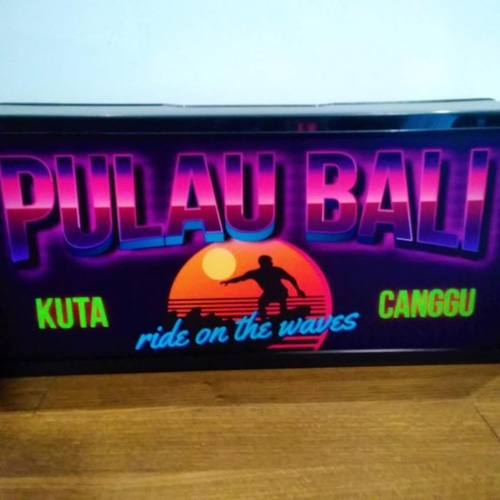 PULAU BALI
KUTA
CANGGU
ride on the waves